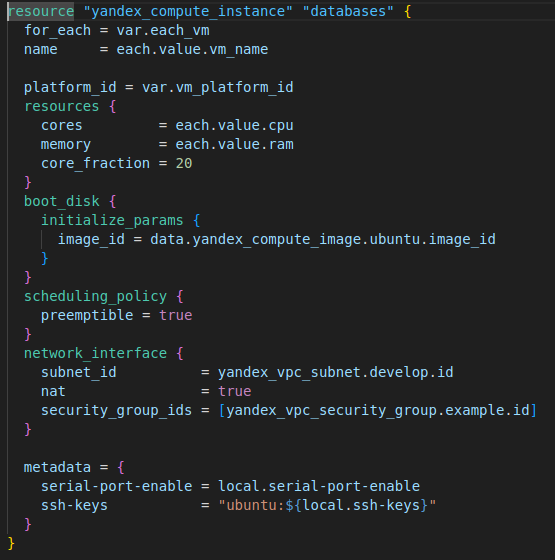 resource "yandex_compute_instance" "databases" {
  for_each = var.each_vm
  name     = each.value.vm_name

  platform_id = var.vm_platform_id
  resources {
    cores         = each.value.cpu
    memory        = each.value.ram
    core_fraction = 20
  }
  boot_disk {
    initialize_params {
      image_id = data.yandex_compute_image.ubuntu.image_id
    }
  }
  scheduling_policy {
    preemptible = true
  }
  network_interface {
    subnet_id          = yandex_vpc_subnet.develop.id
    nat                = true
    security_group_ids = [yandex_vpc_security_group.example.id]
  }

  metadata = {
    serial-port-enable = local.serial-port-enable
    ssh-keys           = "ubuntu:${local.ssh-keys}"
  }
}